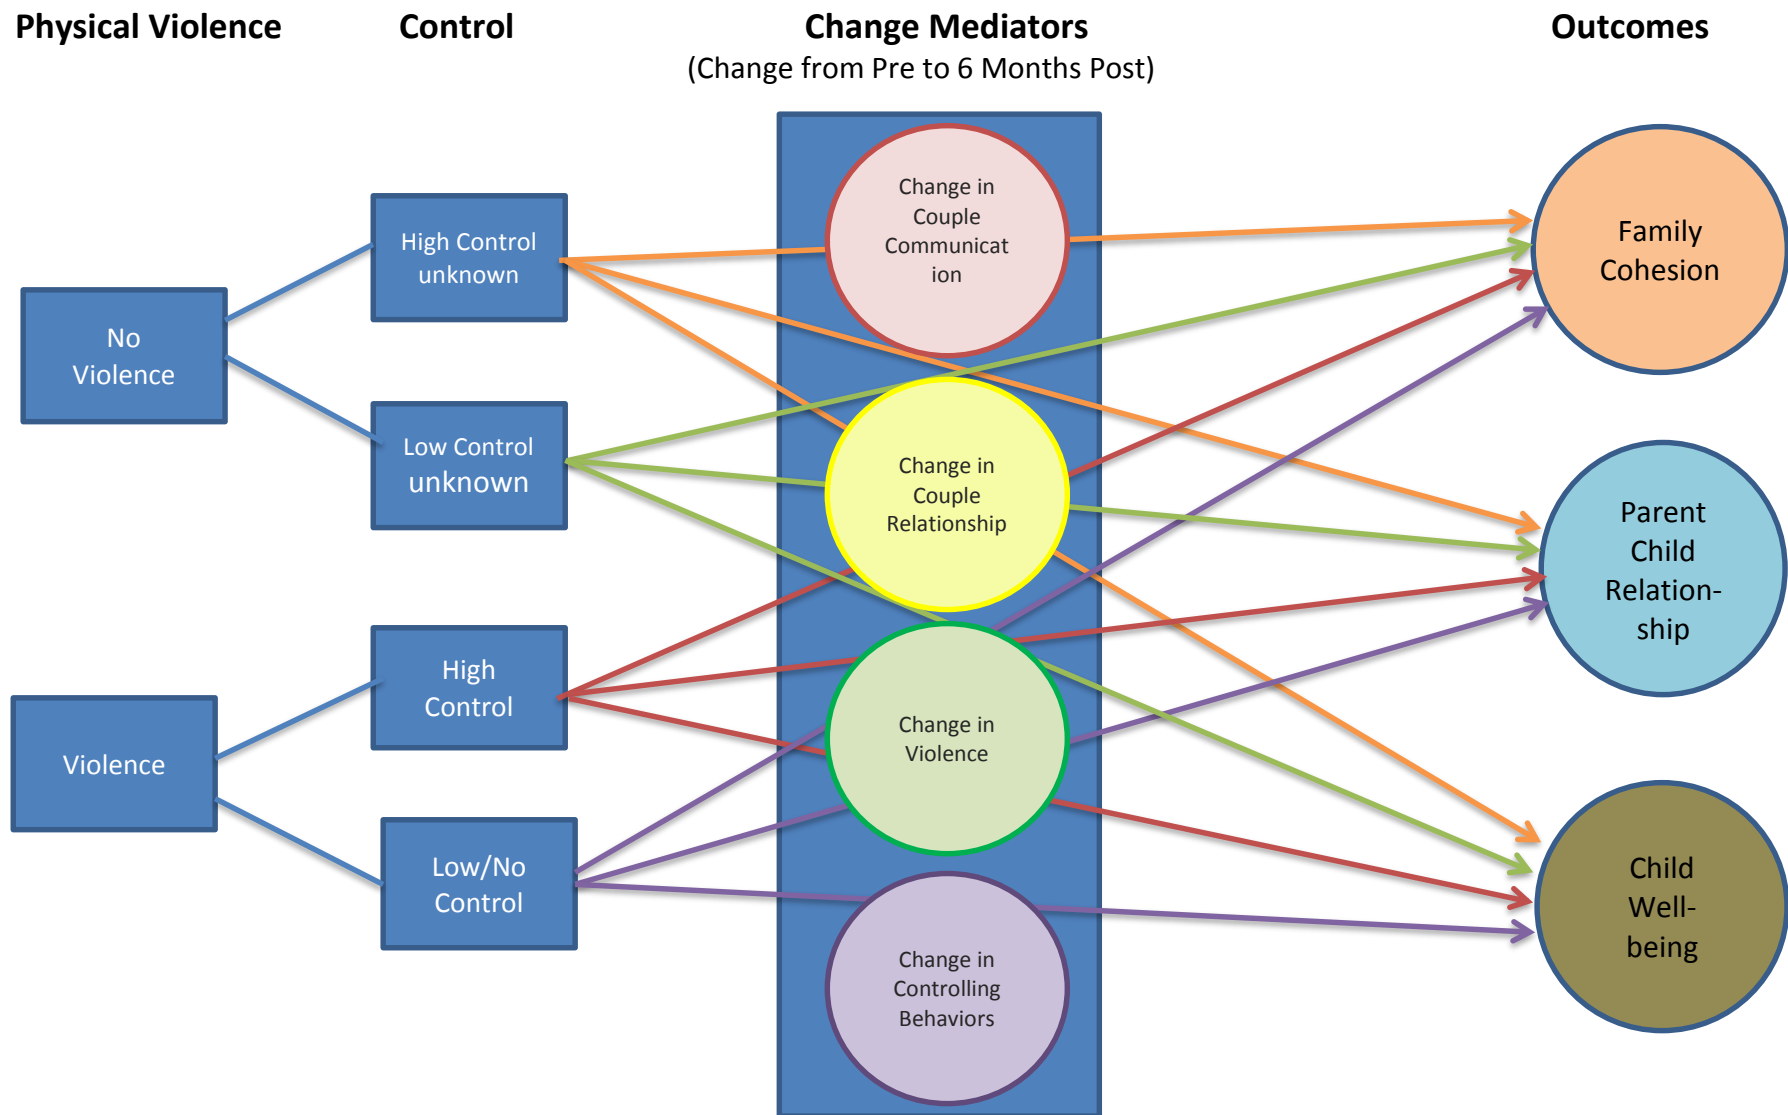 Physical Violence
Control
Change Mediators
(Change from Pre to 6 Months Post)
Outcomes
No
Violence
Violence
High Control
unknown
Low Control
unknown
High
Control
Low/No
Control
Change in
Couple
Communicat
ion
Change in
Couple
Relationship
Change in
Violence
Change in
Controlling
Behaviors
Family
Cohesion
Parent
Child
Relation-
ship
Child
Well-
being